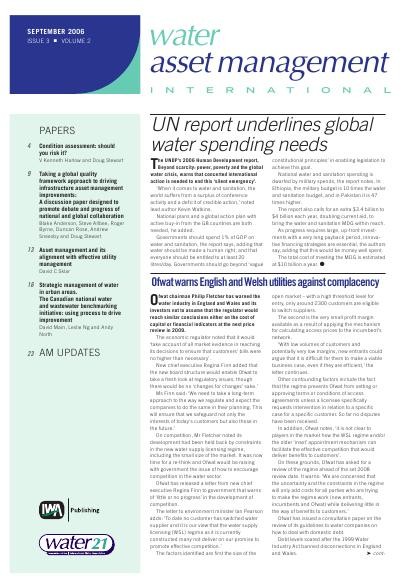 SEPTEMBER 2006
ISSUE 3 ■ VOLUME 2
water
asset management
INTERNATIONAL
PAPERS
4 Condition assessment: should
you risk it?
V Kenneth Harlow and Doug Stewart
9 Taking a global quality
framework approach to driving
infrastructure asset management
improvements:
A discussion paper designed to
promote debate and progress of
national and global collaboration
Blake Anderson, Steve Allbee, Roger
Byrne, Duncan Rose, Andrew
Sneesby and Doug Stewart
13 Asset management and its
alignment with effective utility
management
David C Sklar
18 Strategic management of water
in urban areas.
The Canadian national water
and wastewater benchmarking
initiative: using process to drive
improvement
David Main, Leslie Ng and Andy
North
23 AM UPDATES
IWA Publishing
water21
UN report underlines global
water spending needs
The UNDP's 2006 Human Development report,
Beyond scarcity: power, poverty and the global
water crisis, warns that concerted international
action is needed to end this 'silent emergency'.
'When it comes to water and sanitation, the
world suffers from a surplus of conference
activity and a deficit of credible action,' noted
lead author Kevin Watkins.
National plans and a global action plan with
active buy-in from the G8 countries are both
needed, he added.
Governments should spend 1% of GDP on
water and sanitation, the report says, adding that
water should be made a human right, and that
everyone should be entitled to at least 20
litres/day. Governments should go beyond 'vague
constitutional principles' in enabling legislation to
achieve this goal.
National water and sanitation spending is
dwarfed by military spends, the report notes. In
Ethiopia, the military budget is 10 times the water
and sanitation budget, and in Pakistan it is 47
times higher.
The report also calls for an extra $3.4 billion to
$4 billion each year, doubling current aid, to
bring the water and sanitation MDG within reach.
As progress requires large, up-front invest-
ments with a very long payback period, innova-
tive financing strategies are essential, the authors
say, adding that this would be money well spent.
The total cost of meeting the MDG is estimated
at $10 billion a year. ●
Ofwat warns English and Welsh utilities against complacency
Ofwat chairman Philip Fletcher has warned the
water industry in England and Wales and its
investors not to assume that the regulator would
reach similar conclusions either on the cost of
capital or financial indicators at the next price
review in 2009.
The economic regulator noted that it would
'take account of all market evidence in reaching
its decisions to ensure that customers' bills were
no higher than necessary'.
New chief executive Regina Finn added that
the new board structure would enable Ofwat to
take a fresh look at regulatory issues, though
there would be no 'changes for changes' sake.'
Ms Finn said: 'We need to take a long-term
approach to the way we regulate and expect the
companies to do the same in their planning. This
will ensure that we safeguard not only the
interests of today's customers but also those in
the future.'
On competition, Mr Fletcher noted its
development had been held back by constraints
in the new water supply licensing regime,
including the small size of the market. It was now
time for a re-think and Ofwat would be raising
with government the issue of how to encourage
competition in the water sector.
Ofwat has released a letter from new chief
executive Regina Finn to government that warns
of 'little or no progress' in the development of
competition.
The letter to environment minister Ian Pearson
adds: 'To date no customer has switched water
supplier and it is our view that the water supply
licensing (WSL) regime as it is currently
constructed may not deliver on our promise to
promote effective competition.'
The factors identified are first the size of the
open market – with a high threshold level for
entry, only around 2300 customers are eligible
to switch suppliers.
The second is the very small profit margin
available as a result of applying the mechanism
for calculating access prices to the incumbent's
network.
'With low volumes of customers and
potentially very low margins, new entrants could
argue that it is difficult for them to make a viable
business case, even if they are efficient,' the
letter continues.
Other confounding factors include the fact
that the regime prevents Ofwat from setting or
approving terms or conditions of access
agreements unless a licensee specifically
requests intervention in relation to a specific
case for a specific customer. So far no disputes
have been received.
In addition, Ofwat notes, 'it is not clear to
players in the market how the WSL regime and/or
the older 'inset' appointment mechanism can
facilitate the effective competition that would
deliver benefits to customers'.
On these grounds, Ofwat has asked for a
review of the regime ahead of the set 2008
review date. It warns: 'We are concerned that
the uncertainty and the constraints in the regime
will only add costs for all parties who are trying
to make the regime work (new entrants,
incumbents and Ofwat) while delivering little in
the way of benefits to customers.'
Ofwat has issued a consultation paper on the
review of its guidelines to water companies on
how to deal with domestic debt.
Debt levels soared after the 1999 Water
Industry Act banned disconnections in England
and Wales. ➤ cont.